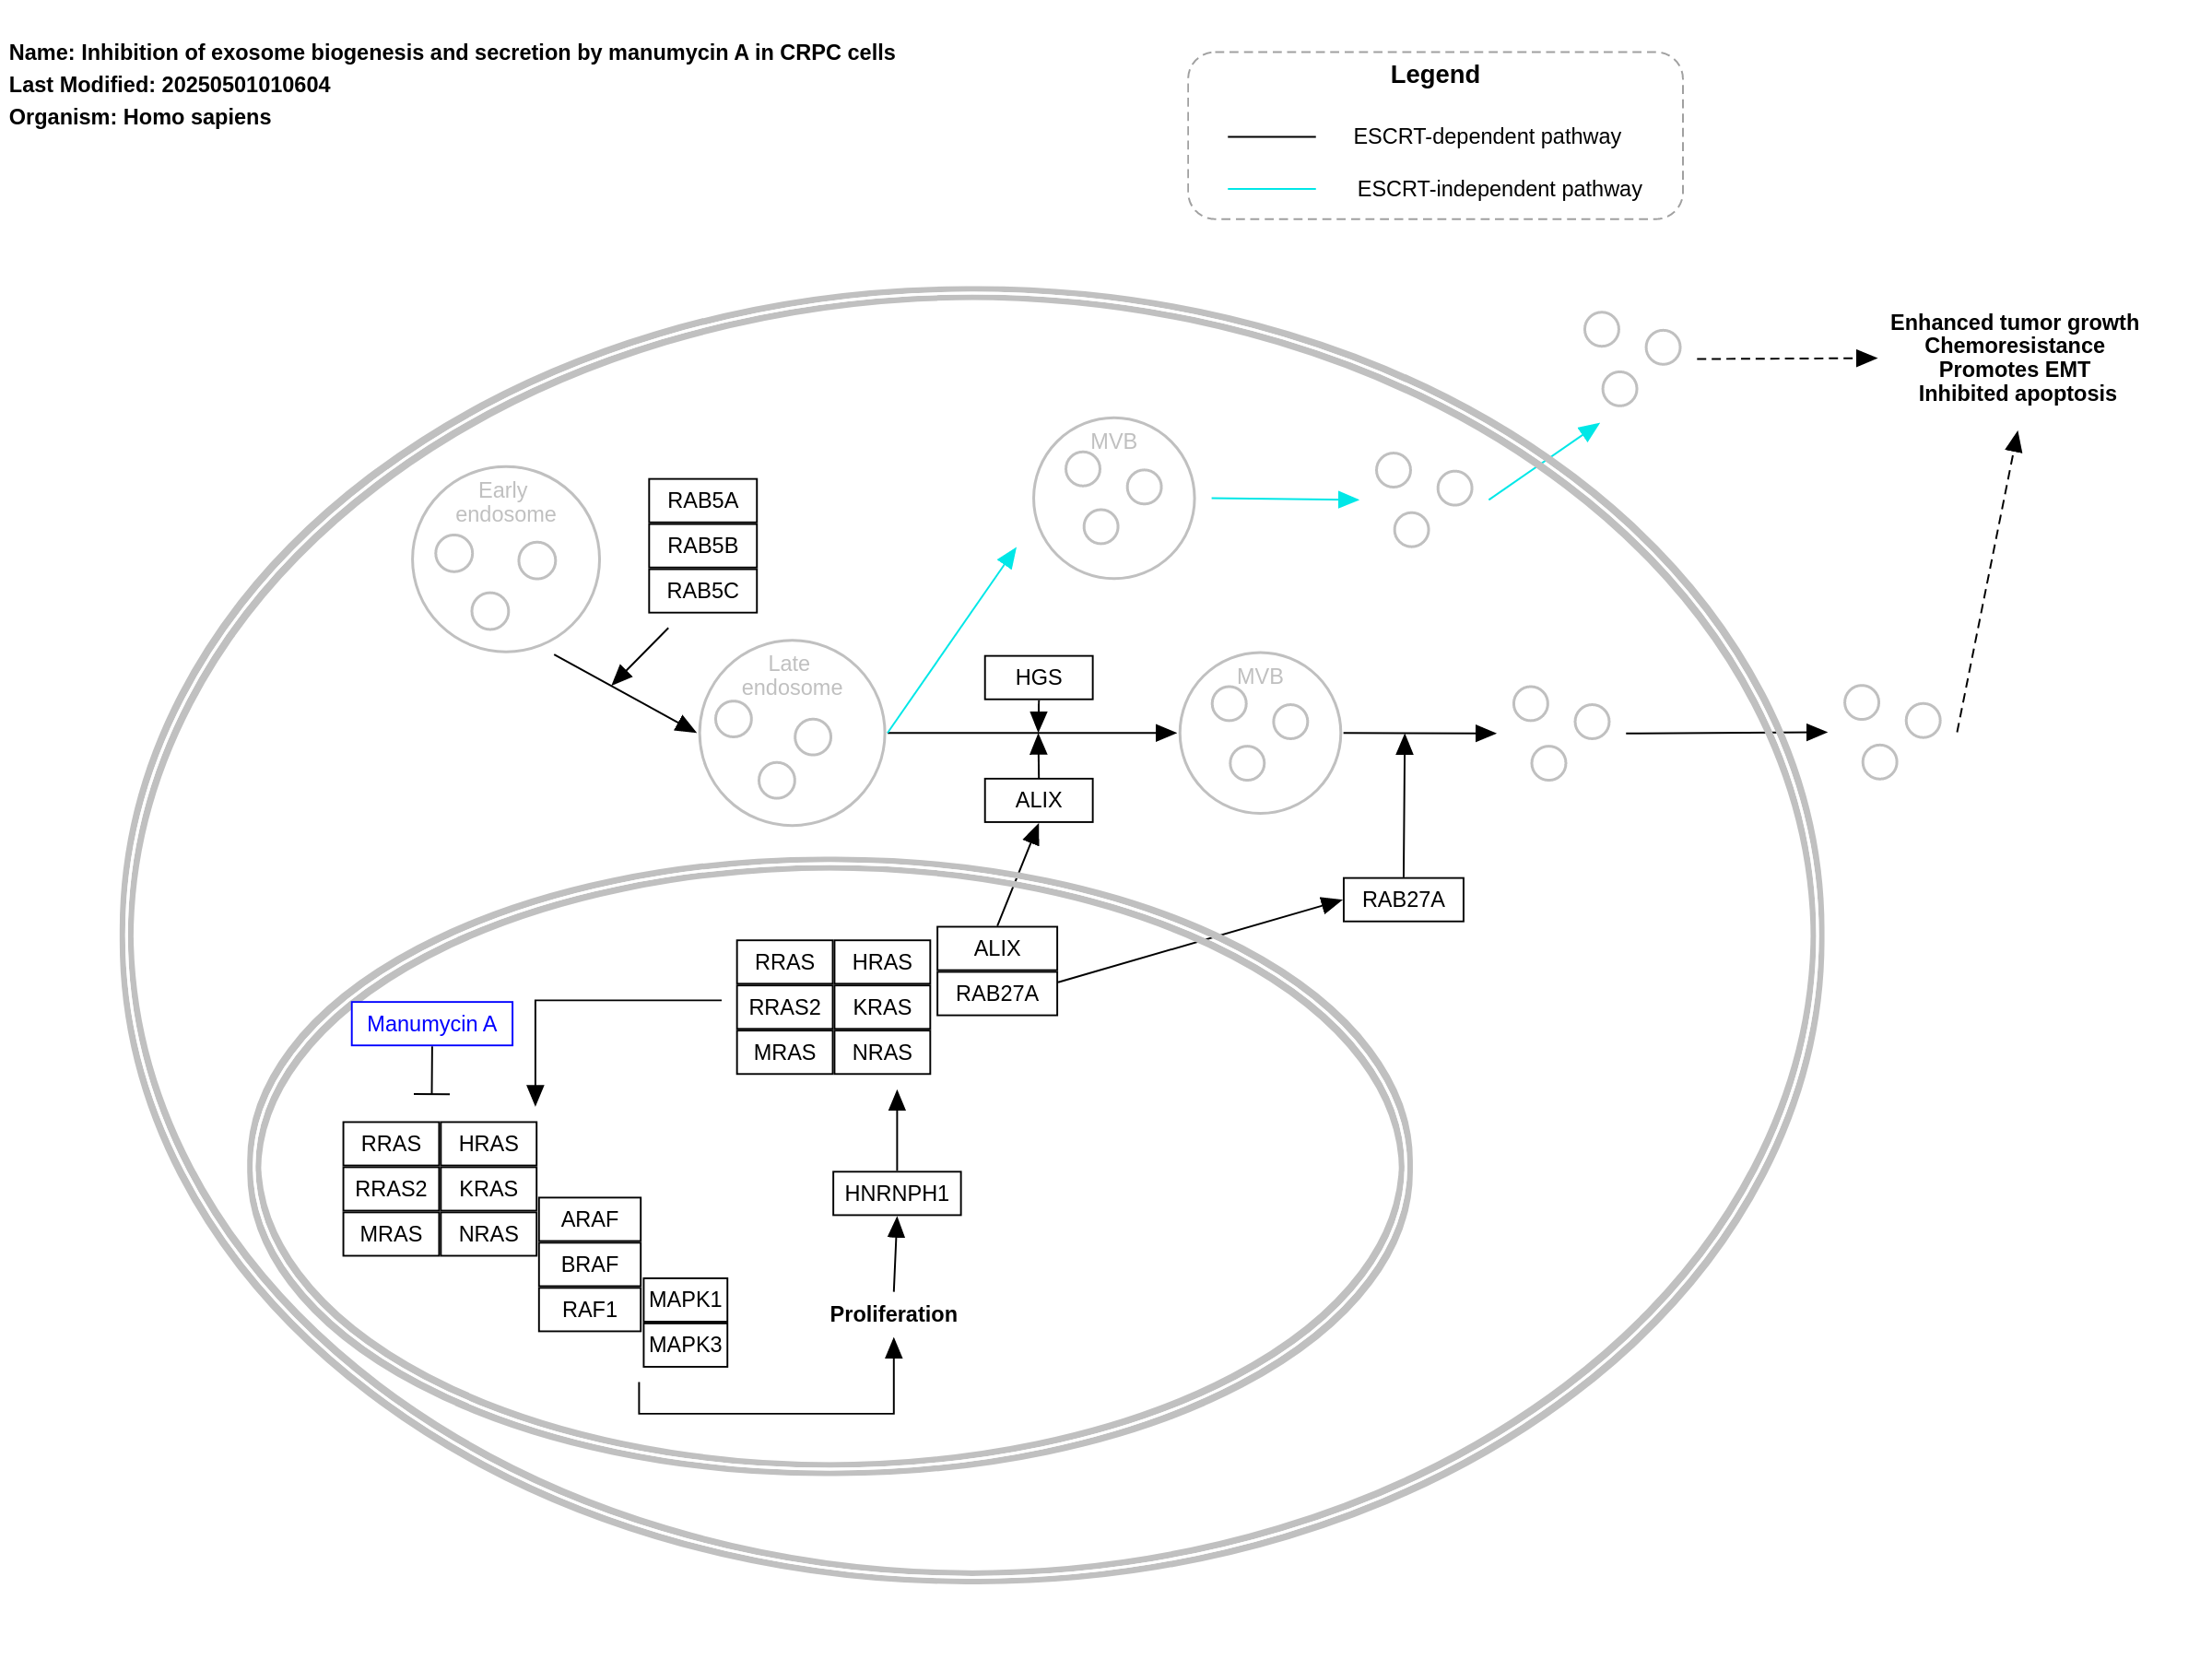 Name: Inhibition of exosome biogenesis and secretion by manumycin A in CRPC cells
Last Modified: 20250501010604
Organism: Homo sapiens
Legend
ESCRT-dependent pathway
ESCRT-independent pathway
Enhanced tumor growth
Chemoresistance
Promotes EMT
Inhibited apoptosis
MVB
Early
endosome
RAB5A
RAB5B
RAB5C
Late
endosome
HGS
MVB
ALIX
RAB27A
ALIX
RAB27A
RRAS
HRAS
RRAS2
KRAS
MRAS
NRAS
Manumycin A
RRAS
HRAS
RRAS2
KRAS
MRAS
NRAS
ARAF
BRAF
RAF1
MAPK1
MAPK3
HNRNPH1
Proliferation